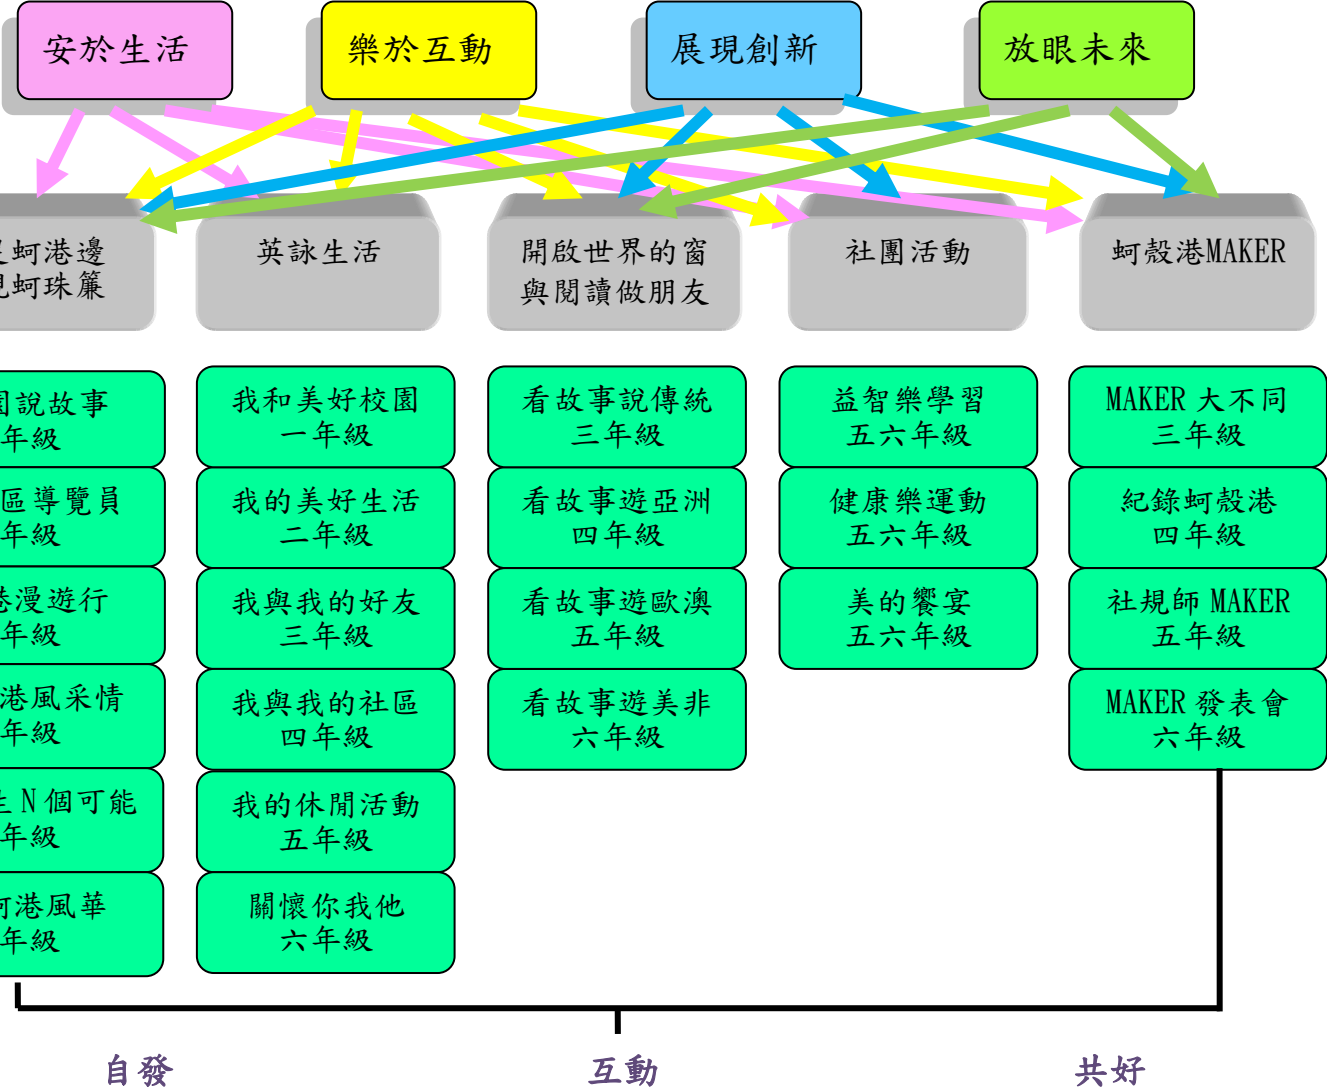 安於生活
樂於互動
展現創新
放眼未來
蚵港邊
蚵珠簾
英詠生活
開啟世界的窗
與閱讀做朋友
社團活動
蚵殼港MAKER
說故事
年級
區導覽員
年級
漫遊行
年級
港風采情
年級
N個可能
年級
港風華
年級
我和美好校園
一年級
我的美好生活
二年級
我與我的好友
三年級
我與我的社區
四年級
我的休閒活動
五年級
關懷你我他
六年級
看故事說傳統
三年級
看故事遊亞洲
四年級
看故事遊歐澳
五年級
看故事遊美非
六年級
益智樂學習
五六年級
健康樂運動
五六年級
美的饗宴
五六年級
MAKER 大不同
三年級
紀錄蚵殼港
四年級
社規師 MAKER
五年級
MAKER 發表會
六年級
自發
互動
共好